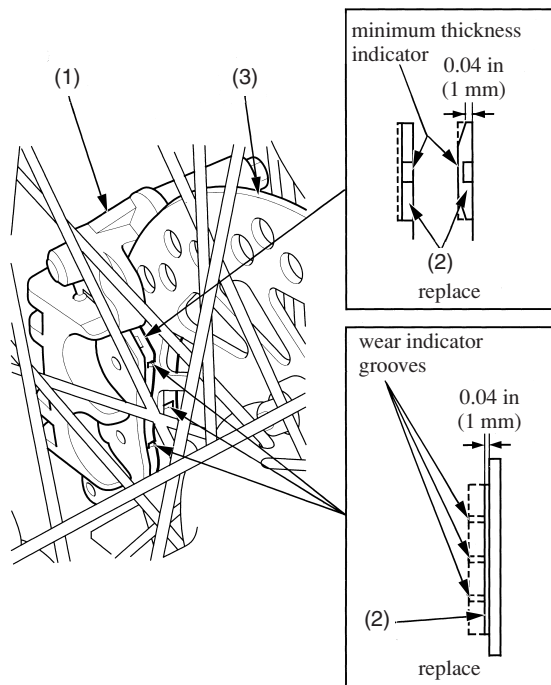 (1)
(3)
minimum thickness
indicator
0.04 in
(1 mm)
(2)
replace
wear indicator
grooves
0.04 in
(1 mm)
(2)
replace